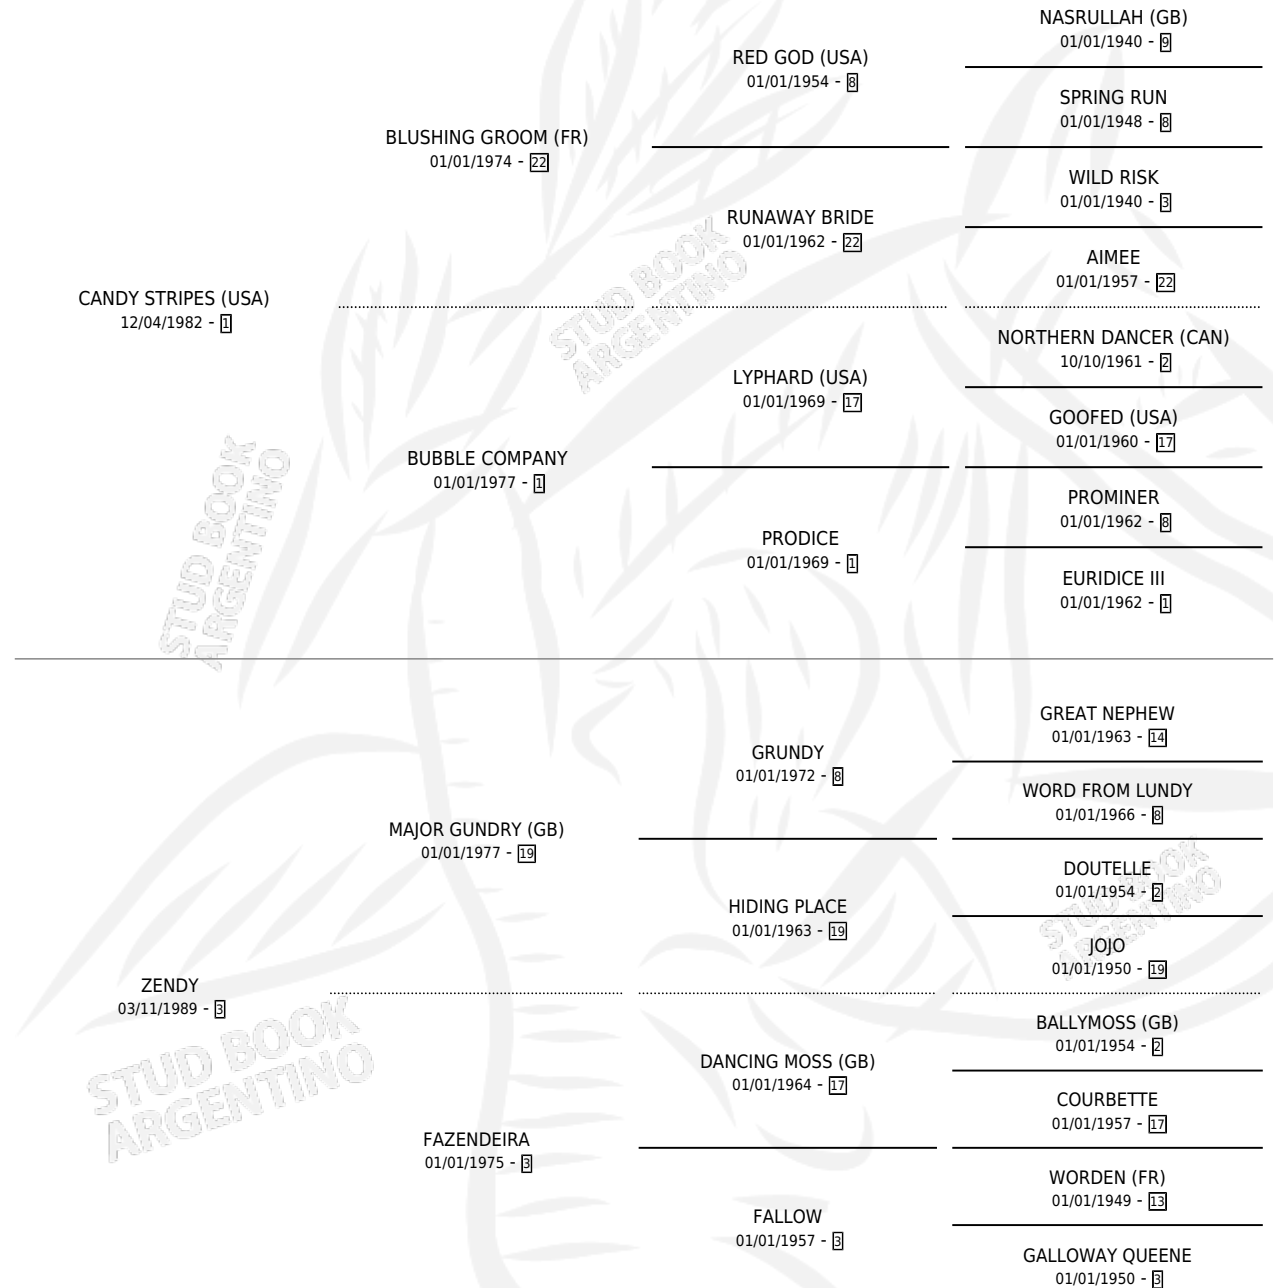 NASRULLAH (GB)
01/01/1940 - 9
RED GOD (USA)
01/01/1954 - 8
SPRING RUN
01/01/1948 - 8
BLUSHING GROOM (FR)
01/01/1974 - 22
WILD RISK
01/01/1940 - 3
RUNAWAY BRIDE
01/01/1962 - 22
AIMEE
01/01/1957 - 22
CANDY STRIPES (USA)
12/04/1982 - 1
STUD BOOK
ARGENTINO
NORTHERN DANCER (CAN)
10/10/1961 - 2
LYPHARD (USA)
01/01/1969 - 17
GOOFED (USA)
01/01/1960 - 17
BUBBLE COMPANY
01/01/1977 - 1
PROMINER
01/01/1962 - 8
PRODICE
01/01/1969 - 1
EURIDICE III
01/01/1962 - 1
STUD BOOK
ARGENTINO
GREAT NEPHEW
01/01/1963 - 14
GRUNDY
01/01/1972 - 8
WORD FROM LUNDY
01/01/1966 - 8
MAJOR GUNDRY (GB)
01/01/1977 - 19
DOUTELLE
01/01/1954 - 2
HIDING PLACE
01/01/1963 - 19
STUD BOOK
ARGENTINO
JOJO
01/01/1950 - 19
ZENDY
03/11/1989 - 3
BALLYMOSS (GB)
01/01/1954 - 2
DANCING MOSS (GB)
01/01/1964 - 17
STUD BOOK
ARGENTINO
COURBETTE
01/01/1957 - 17
FAZENDEIRA
01/01/1975 - 3
WORDEN (FR)
01/01/1949 - 13
FALLOW
01/01/1957 - 3
GALLOWAY QUEENE
01/01/1950 - 3